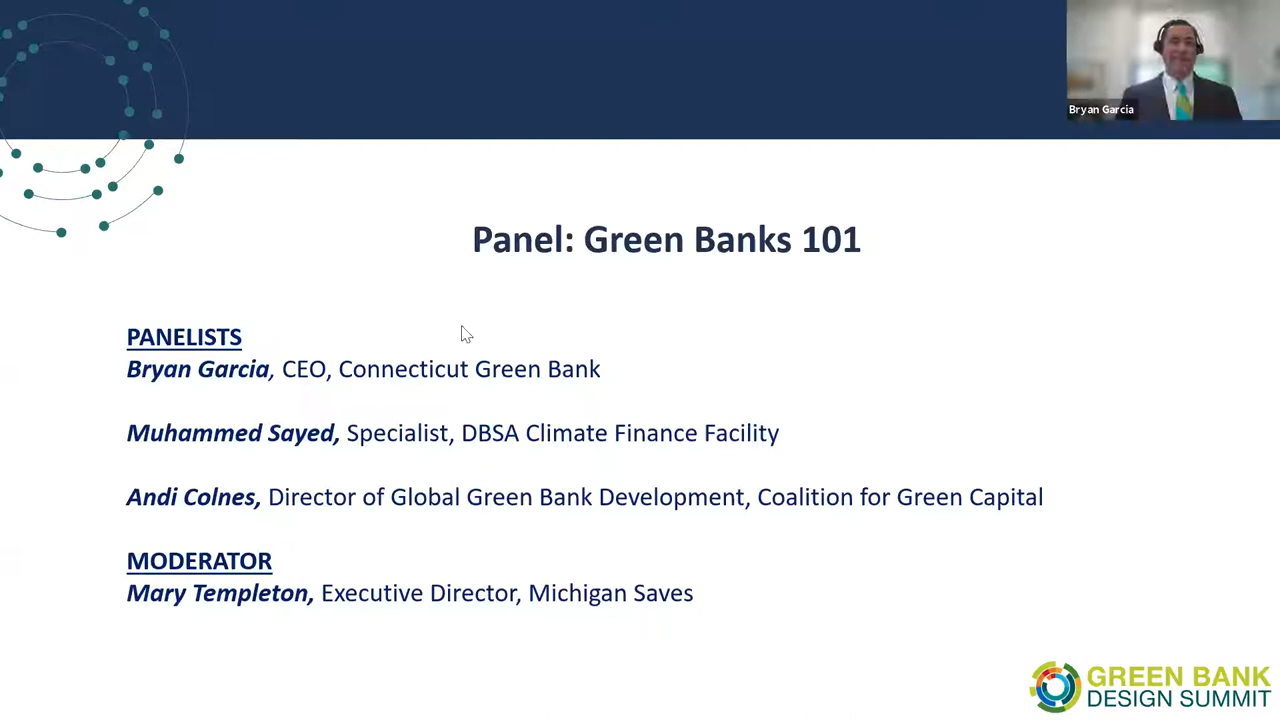 Bryan Garcia
Panel: Green Banks 101
PANELISTS
Bryan Garcia, CEO, Connecticut Green Bank
Muhammed Sayed, Specialist, DBSA Climate Finance Facility
Andi Colnes, Director of Global Green Bank Development, Coalition for Green Capital
MODERATOR
Mary Templeton, Executive Director, Michigan Saves
GREEN BANK
DESIGN SUMMIT